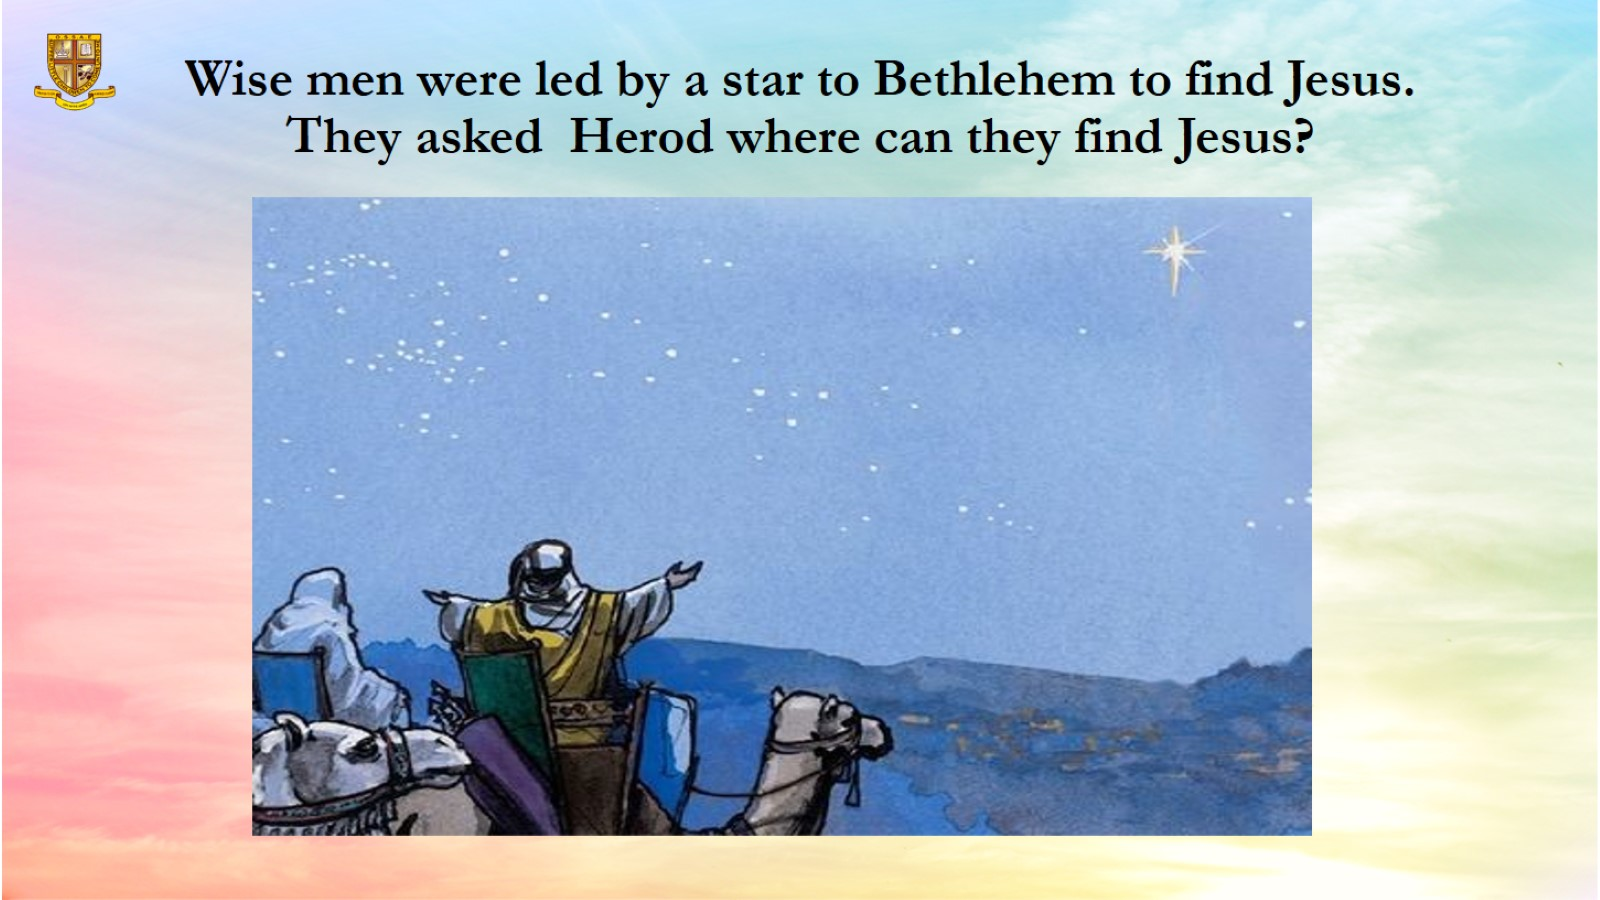 Wise men were led by a star to Bethlehem to find Jesus.
They asked  Herod where can they find Jesus?